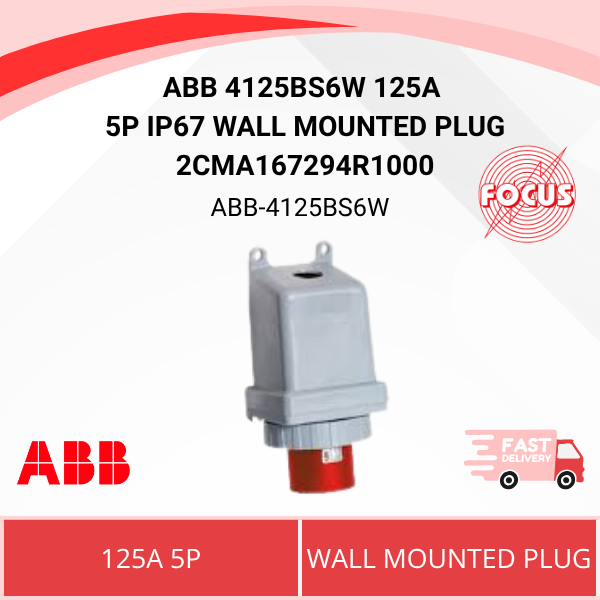 ABB 4125BS6W 125A
5P IP67 WALL MOUNTED PLUG
2CMA167294R1000
ABB-4125BS6W
FOCUS
ABB
FAST
DELIVERY
125A 5P
WALL MOUNTED PLUG